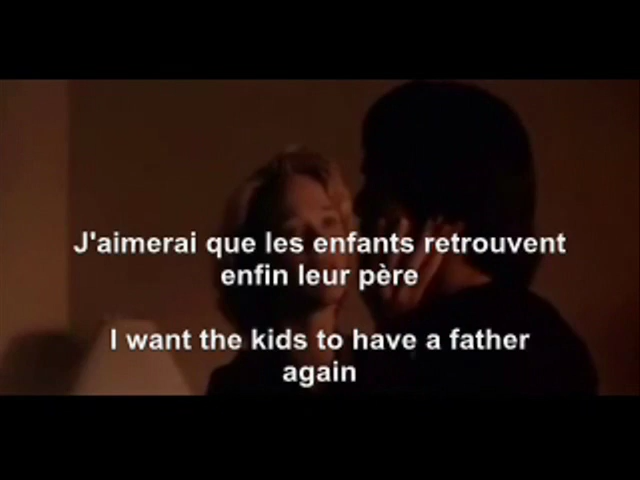 J'aimerai que les enfants retrouvent
enfin leur père
I want the kids to have a father
again